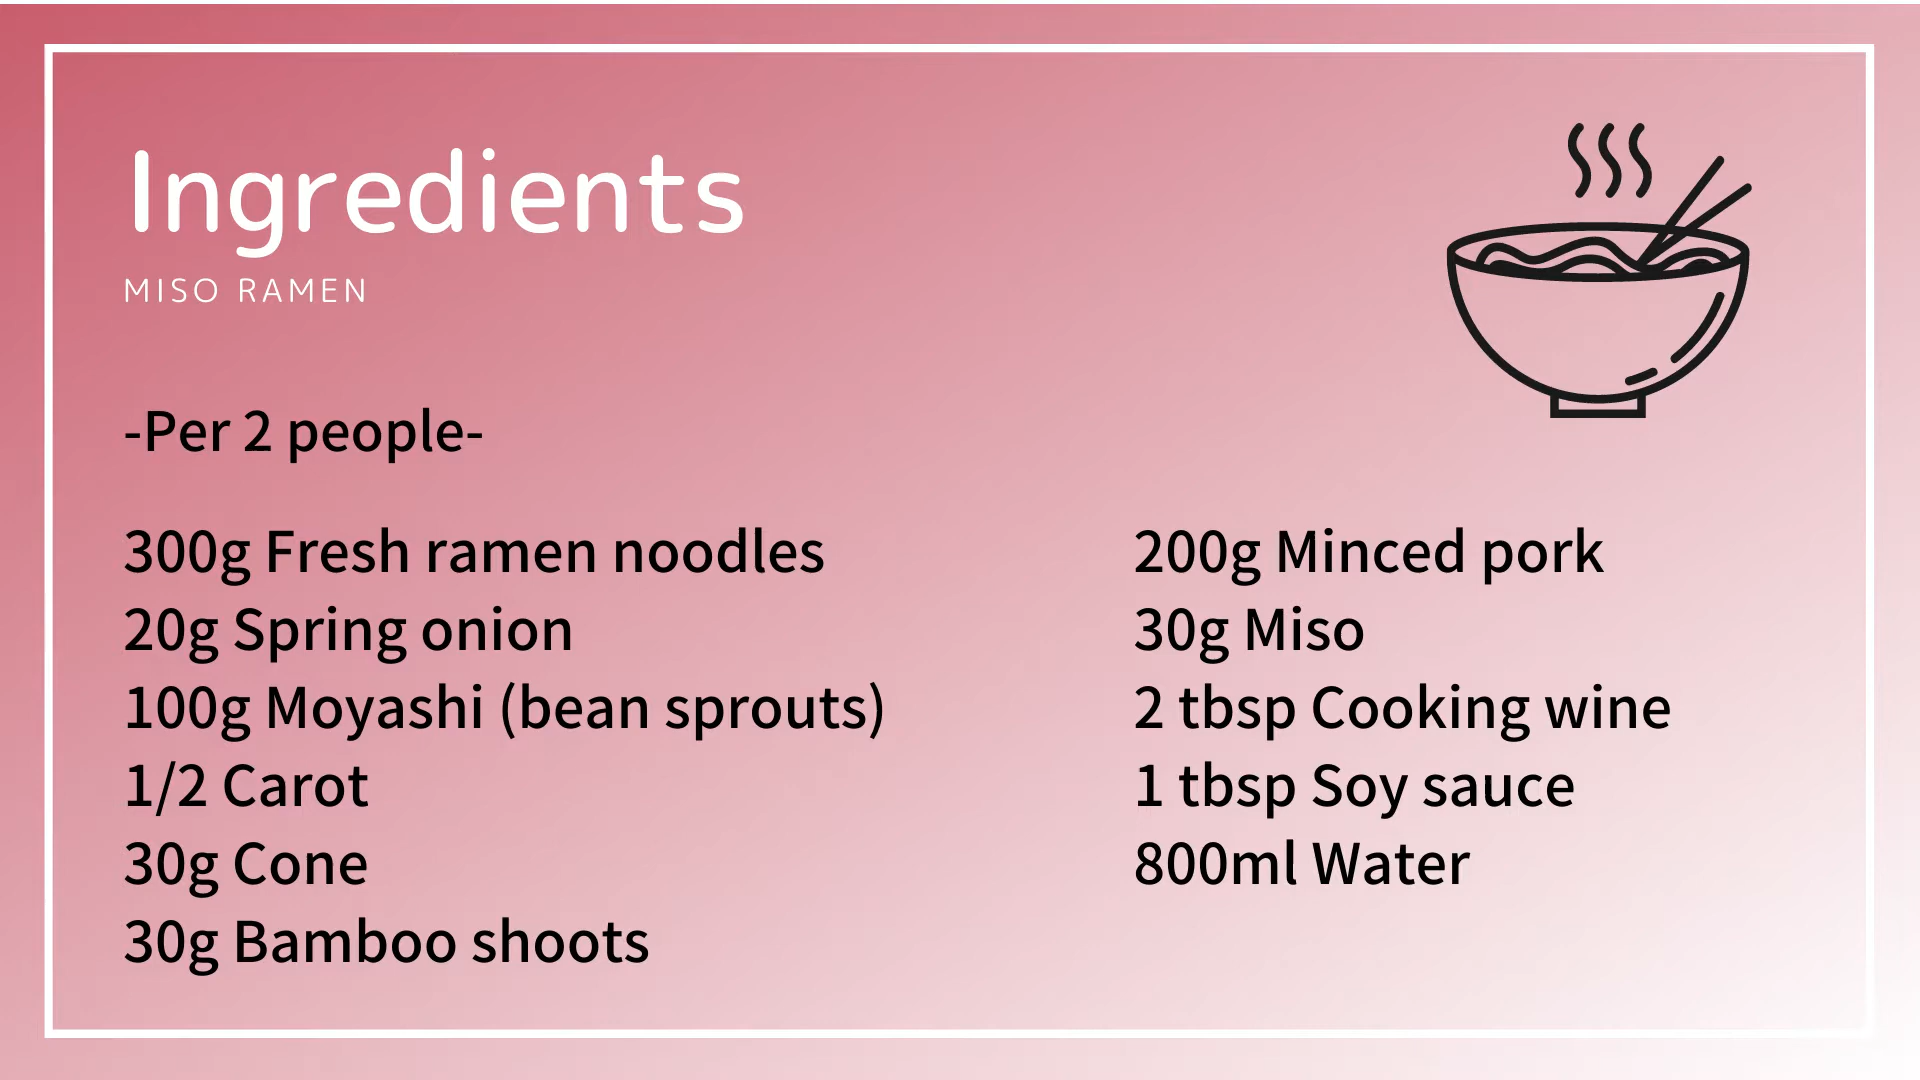 Ingredients
MISO RAMEN
-Per 2 people-
300g Fresh ramen noodles
20g Spring onion
100g Moyashi (bean sprouts)
1/2 Carot
30g Cone
30g Bamboo shoots
200g Minced pork
30g Miso
2 tbsp Cooking wine
1 tbsp Soy sauce
800ml Water